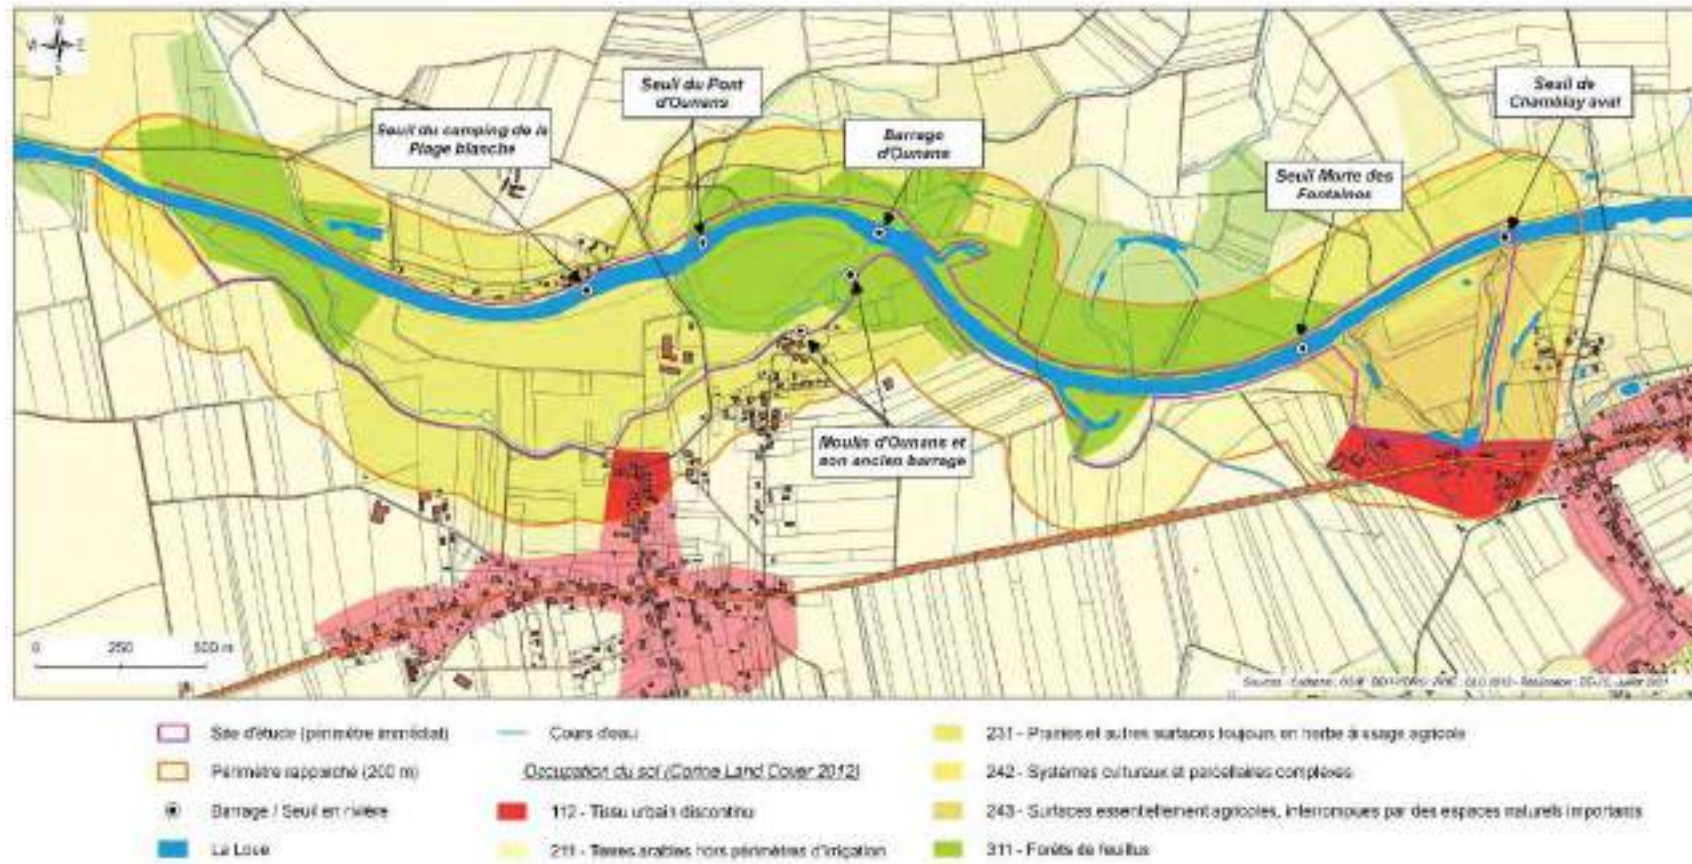 N
E
S
Seuil du Pont
d'Ounans
Seuil de
Chamblay aval
Seuil du camping de la
Plage blanche
Barrage
d'Ounans
Seuil Morte des
Fontaines
Moulin d'Ounans et
son ancien barrage
0 250 500 m
Site d'étude (périmètre immédiat)
Périmètre rapproché (200 m)
Barrage / Seuil en rivière
La Loue
Cours d'eau
Occupation du sol (Corine Land Cover 2012)
112 - Tissu urbain discontinu
211 - Terres arables hors périmètres d'irrigation
231 - Prairies et autres surfaces toujours en herbe à usage agricole
242 - Systèmes culturaux et parcellaires complexes
243 - Surfaces essentiellement agricoles, interrompues par des espaces naturels importants
311 - Forêts de feuillus